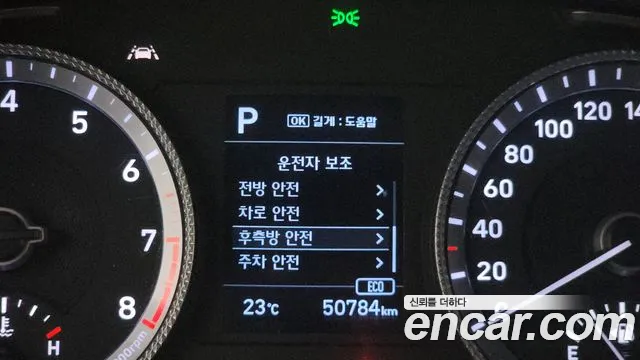 P
OK 길게 : 도움말
운전자 보조
전방 안전
차로 안전
후측방 안전
주차 안전
ECO
23℃
50784km
4
5
6
7
8
H
120
100
80
60
40
20
E
신뢰를 더하다
encar.com